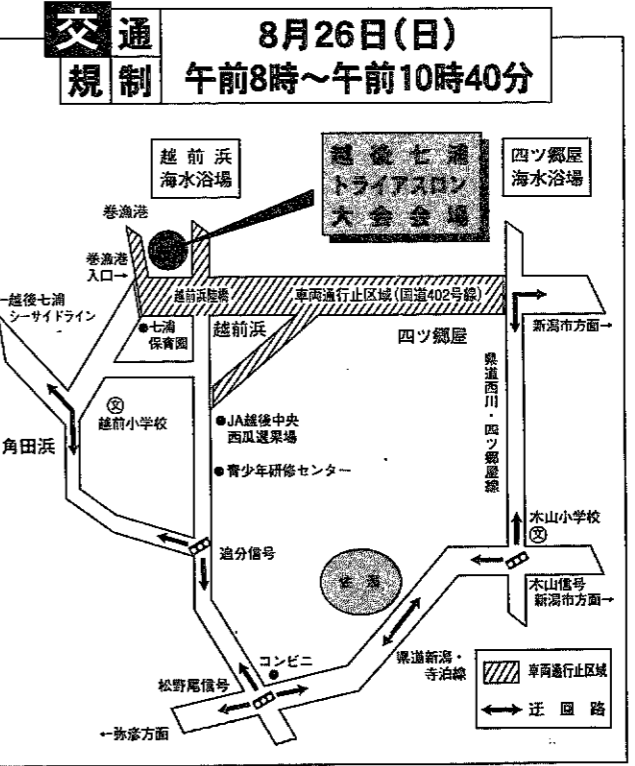 交通
規制
8月26日(日)
午前8時～午前10時40分
越前浜
海水浴場
越後七浦
トライアスロン
大会会場
四ツ郷屋
海水浴場
巻漁港
巻漁港
入口→
越前浜陸橋
車両通行止区域(国道402号線)
←越後七浦
シーサイドライン
七浦
保育園
越前浜
四ツ郷屋
新潟市方面→
県道西川・四ツ郷屋線
文
越前小学校
JA越後中央
西瓜選果場
角田浜
青少年研修センター
木山小学校
文
追分信号
佐潟
木山信号
新潟市方面→
コンビニ
県道新潟・
寺泊線
松野尾信号
←弥彦方面
車両通行止区域
迂回路